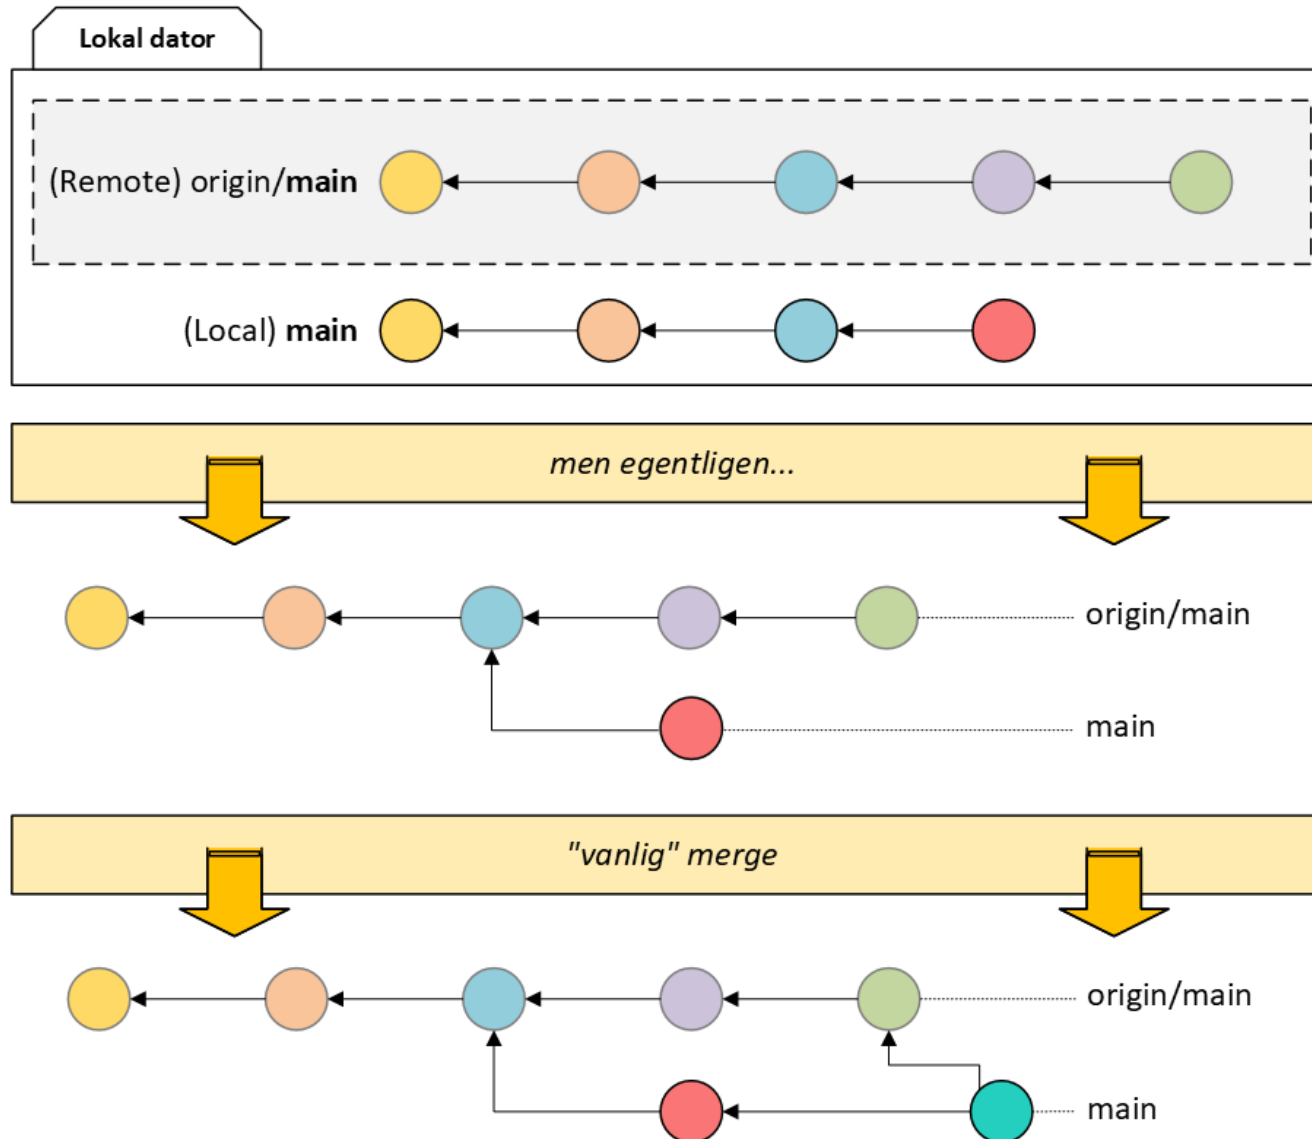 Lokal dator
(Remote) origin/main
(Local) main
men egentligen...
origin/main
main
"vanlig" merge
origin/main
main